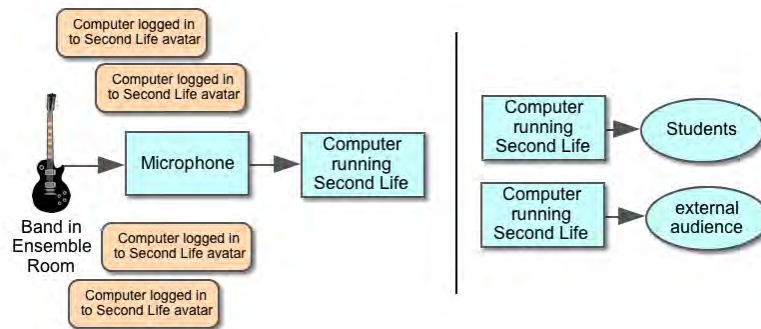 Computer logged in
to Second Life avatar
Computer logged in
to Second Life avatar
Microphone
Computer
running
Second Life
Band in
Ensemble
Room
Computer logged in
to Second Life avatar
Computer logged in
to Second Life avatar
Computer
running
Second Life
Students
Computer
running
Second Life
external
audience